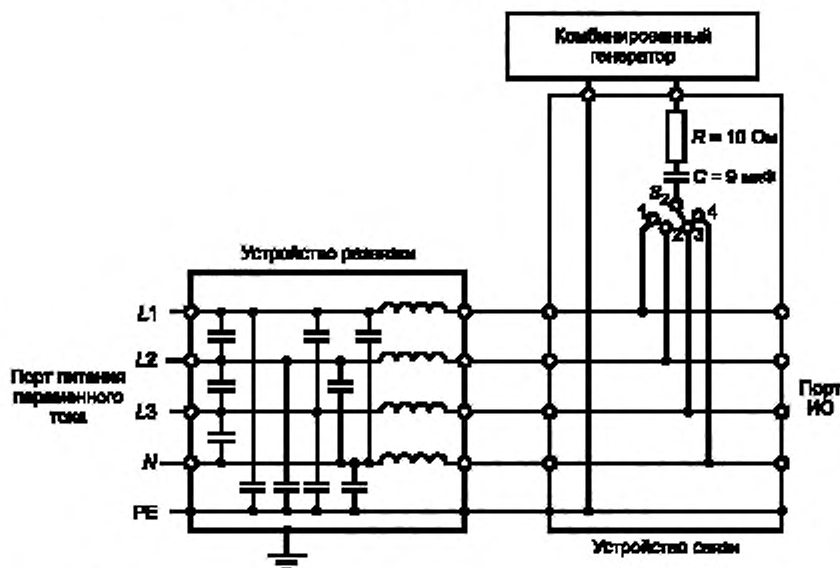 Комбинированный
генератор
R = 10 Ом
C = 9 мкФ
S2
1
2
3
4
Устройство развязки
L1
L2
L3
N
PE
Порт питания
переменного
тока
Порт
ИО
Устройство связи